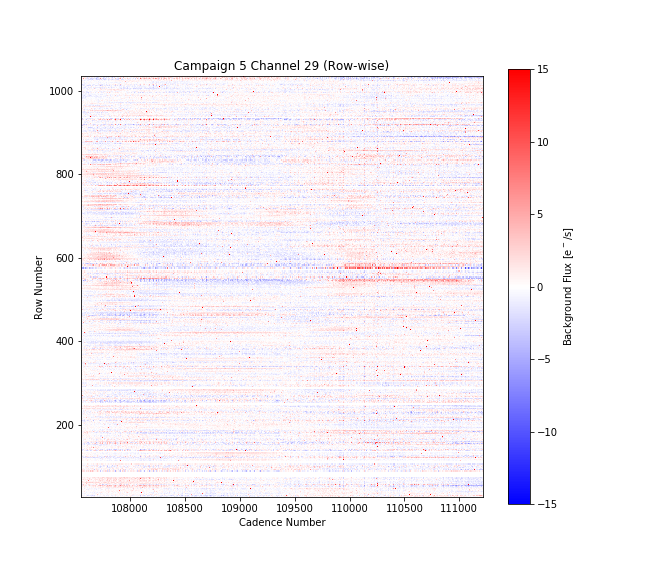 Campaign 5 Channel 29 (Row-wise)
1000
800
600
400
200
Row Number
108000 108500 109000 109500 110000 110500 111000
Cadence Number
15
10
5
0
−5
−10
−15
Background Flux [e⁻/s]